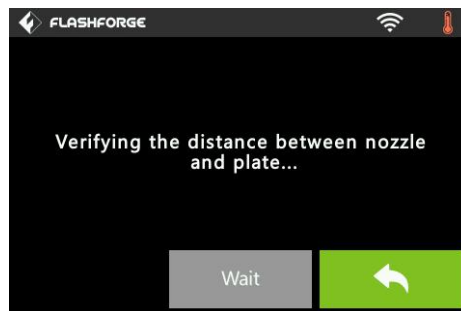 FLASHFORGE
Verifying the distance between nozzle
and plate...
Wait